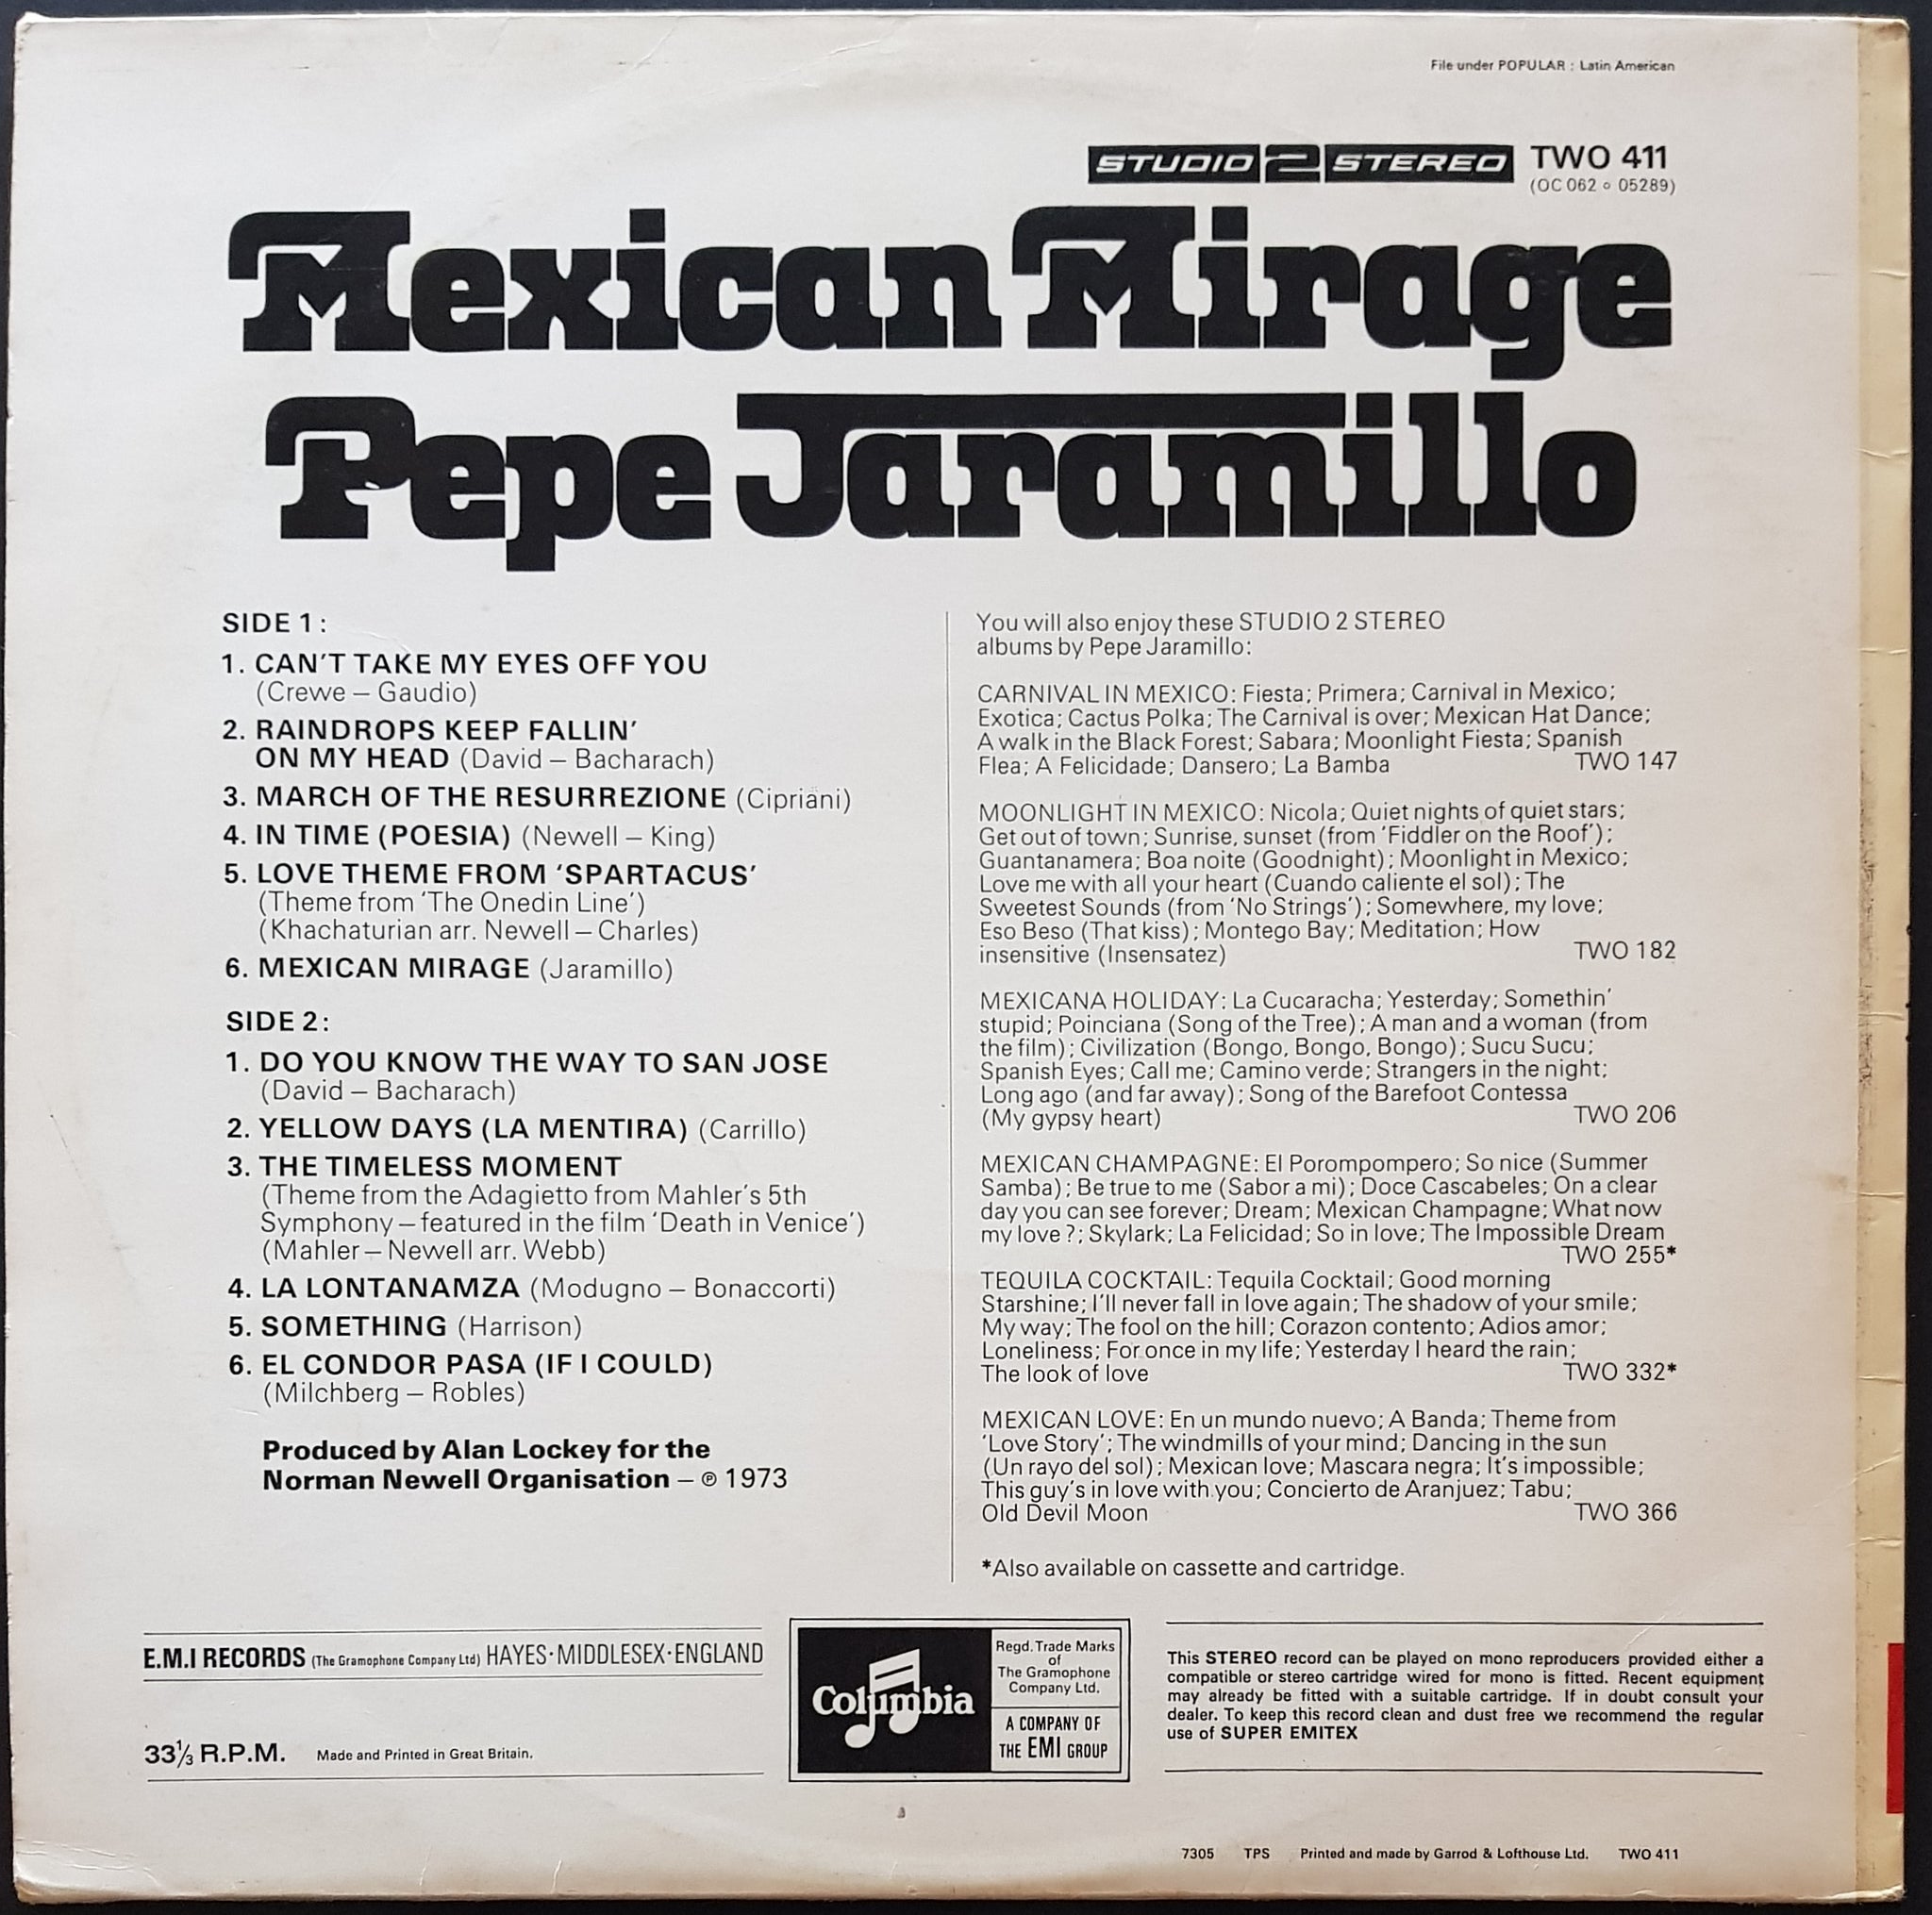 File under POPULAR : Latin American
STUDIO 2 STEREO TWO 411
(OC 062 ○ 05289)
Mexican Mirage
Pepe Jaramillo
SIDE 1:
1. CAN'T TAKE MY EYES OFF YOU
(Crewe – Gaudio)
2. RAINDROPS KEEP FALLIN'
ON MY HEAD (David – Bacharach)
3. MARCH OF THE RESURREZIONE (Cipriani)
4. IN TIME (POESIA) (Newell – King)
5. LOVE THEME FROM 'SPARTACUS'
(Theme from 'The Onedin Line')
(Khachaturian arr. Newell – Charles)
6. MEXICAN MIRAGE (Jaramillo)
SIDE 2:
1. DO YOU KNOW THE WAY TO SAN JOSE
(David – Bacharach)
2. YELLOW DAYS (LA MENTIRA) (Carrillo)
3. THE TIMELESS MOMENT
(Theme from the Adagietto from Mahler's 5th
Symphony – featured in the film 'Death in Venice')
(Mahler – Newell arr. Webb)
4. LA LONTANAMZA (Modugno – Bonaccorti)
5. SOMETHING (Harrison)
6. EL CONDOR PASA (IF I COULD)
(Milchberg – Robles)
Produced by Alan Lockey for the
Norman Newell Organisation – ℗ 1973
You will also enjoy these STUDIO 2 STEREO
albums by Pepe Jaramillo:
CARNIVAL IN MEXICO: Fiesta; Primera; Carnival in Mexico;
Exotica; Cactus Polka; The Carnival is over; Mexican Hat Dance;
A walk in the Black Forest; Sabara; Moonlight Fiesta; Spanish
Flea; A Felicidade; Dansero; La Bamba TWO 147
MOONLIGHT IN MEXICO: Nicola; Quiet nights of quiet stars;
Get out of town; Sunrise, sunset (from 'Fiddler on the Roof');
Guantanamera; Boa noite (Goodnight); Moonlight in Mexico;
Love me with all your heart (Cuando caliente el sol); The
Sweetest Sounds (from 'No Strings'); Somewhere, my love;
Eso Beso (That kiss); Montego Bay; Meditation; How
insensitive (Insensatez) TWO 182
MEXICANA HOLIDAY: La Cucaracha; Yesterday; Somethin'
stupid; Poinciana (Song of the Tree); A man and a woman (from
the film); Civilization (Bongo, Bongo, Bongo); Sucu Sucu;
Spanish Eyes; Call me; Camino verde; Strangers in the night;
Long ago (and far away); Song of the Barefoot Contessa
(My gypsy heart) TWO 206
MEXICAN CHAMPAGNE: El Porompompero; So nice (Summer
Samba); Be true to me (Sabor a mi); Doce Cascabeles; On a clear
day you can see forever; Dream; Mexican Champagne; What now
my love?; Skylark; La Felicidad; So in love; The Impossible Dream
TWO 255*
TEQUILA COCKTAIL: Tequila Cocktail; Good morning
Starshine; I'll never fall in love again; The shadow of your smile;
My way; The fool on the hill; Corazon contento; Adios amor;
Loneliness; For once in my life; Yesterday I heard the rain;
The look of love TWO 332*
MEXICAN LOVE: En un mundo nuevo; A Banda; Theme from
'Love Story'; The windmills of your mind; Dancing in the sun
(Un rayo del sol); Mexican love; Mascara negra; It's impossible;
This guy's in love with you; Concierto de Aranjuez; Tabu;
Old Devil Moon TWO 366
*Also available on cassette and cartridge.
E.M.I RECORDS (The Gramophone Company Ltd) HAYES·MIDDLESEX·ENGLAND
33⅓ R.P.M. Made and Printed in Great Britain.
Columbia
Regd. Trade Marks
of
The Gramophone
Company Ltd.
A COMPANY OF
THE EMI GROUP
This STEREO record can be played on mono reproducers provided either a
compatible or stereo cartridge wired for mono is fitted. Recent equipment
may already be fitted with a suitable cartridge. If in doubt consult your
dealer. To keep this record clean and dust free we recommend the regular
use of SUPER EMITEX
7305 TPS Printed and made by Garrod & Lofthouse Ltd. TWO 411